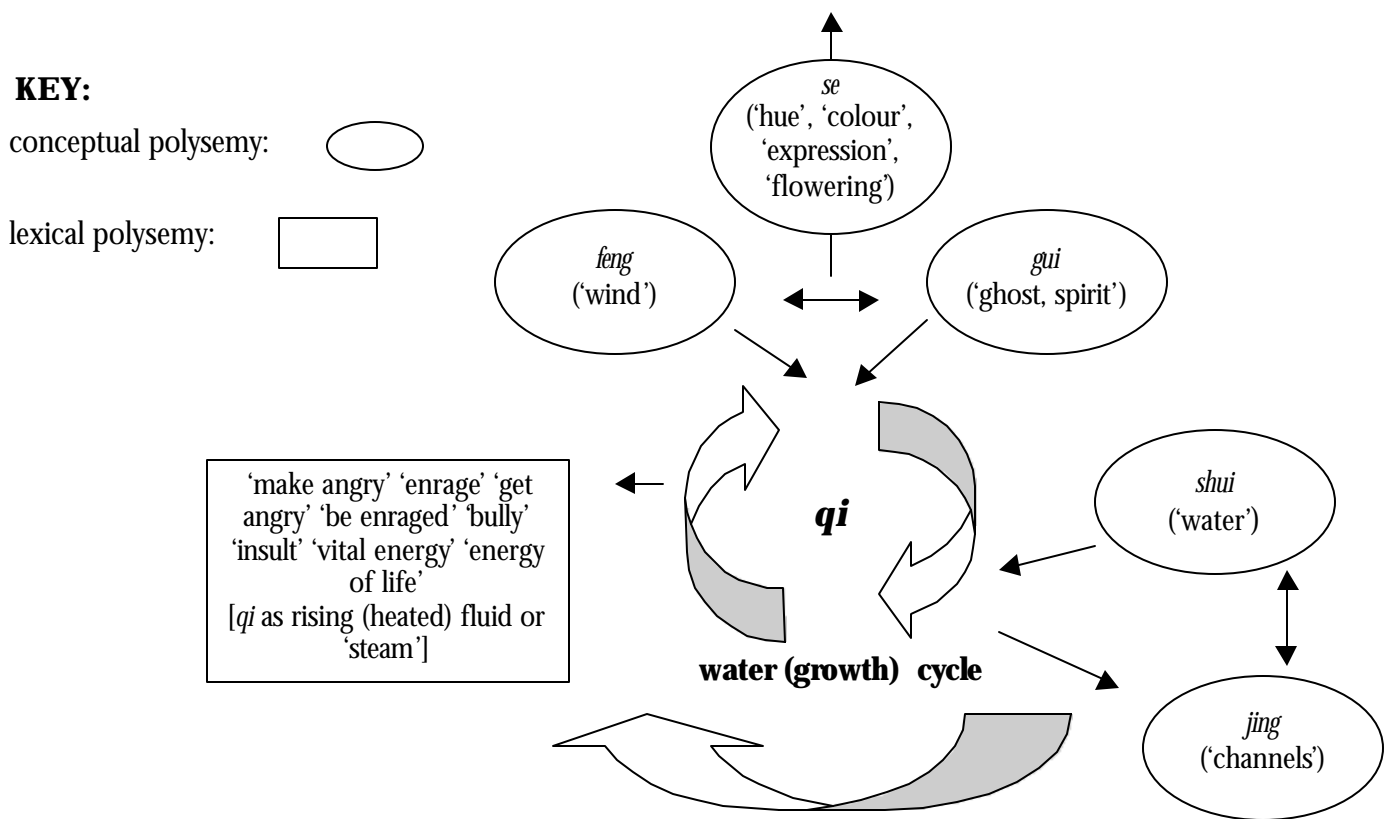 KEY:
conceptual polysemy:
lexical polysemy:
se
(‘hue’, ‘colour’,
‘expression’,
‘flowering’)
feng
(‘wind’)
gui
(‘ghost, spirit’)
‘make angry’ ‘enrage’ ‘get
angry’ ‘be enraged’ ‘bully’
‘insult’ ‘vital energy’ ‘energy
of life’
[qi as rising (heated) fluid or
‘steam’]
qi
shui
(‘water’)
water (growth) cycle
jing
(‘channels’)